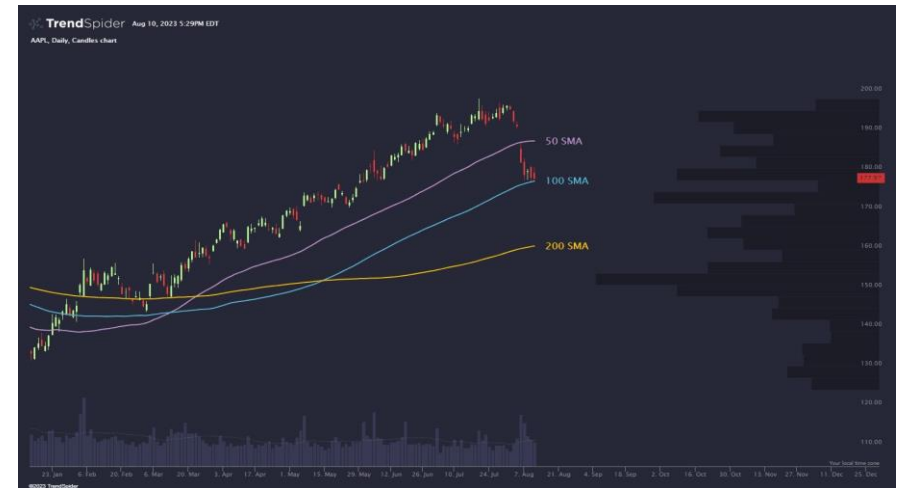 TrendSpider Aug 10, 2023 5:29PM EDT
AAPL, Daily, Candles chart
200.00
190.00
50 SMA
180.00
177.97
100 SMA
170.00
200 SMA
160.00
150.00
140.00
130.00
120.00
110.00
Your local time zone
23. Jan 6. Feb 20. Feb 6. Mar 20. Mar 3. Apr 17. Apr 1. May 15. May 29. May 12. Jun 26. Jun 10. Jul 24. Jul 7. Aug 21. Aug 4. Sep 18. Sep 2. Oct 16. Oct 30. Oct 13. Nov 27. Nov 11. Dec 25. Dec
©2023 TrendSpider